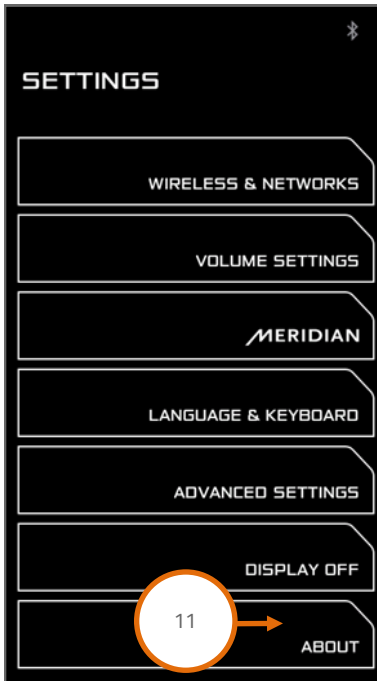 SETTINGS
WIRELESS & NETWORKS
VOLUME SETTINGS
MERIDIAN
LANGUAGE & KEYBOARD
ADVANCED SETTINGS
DISPLAY OFF
11
ABOUT